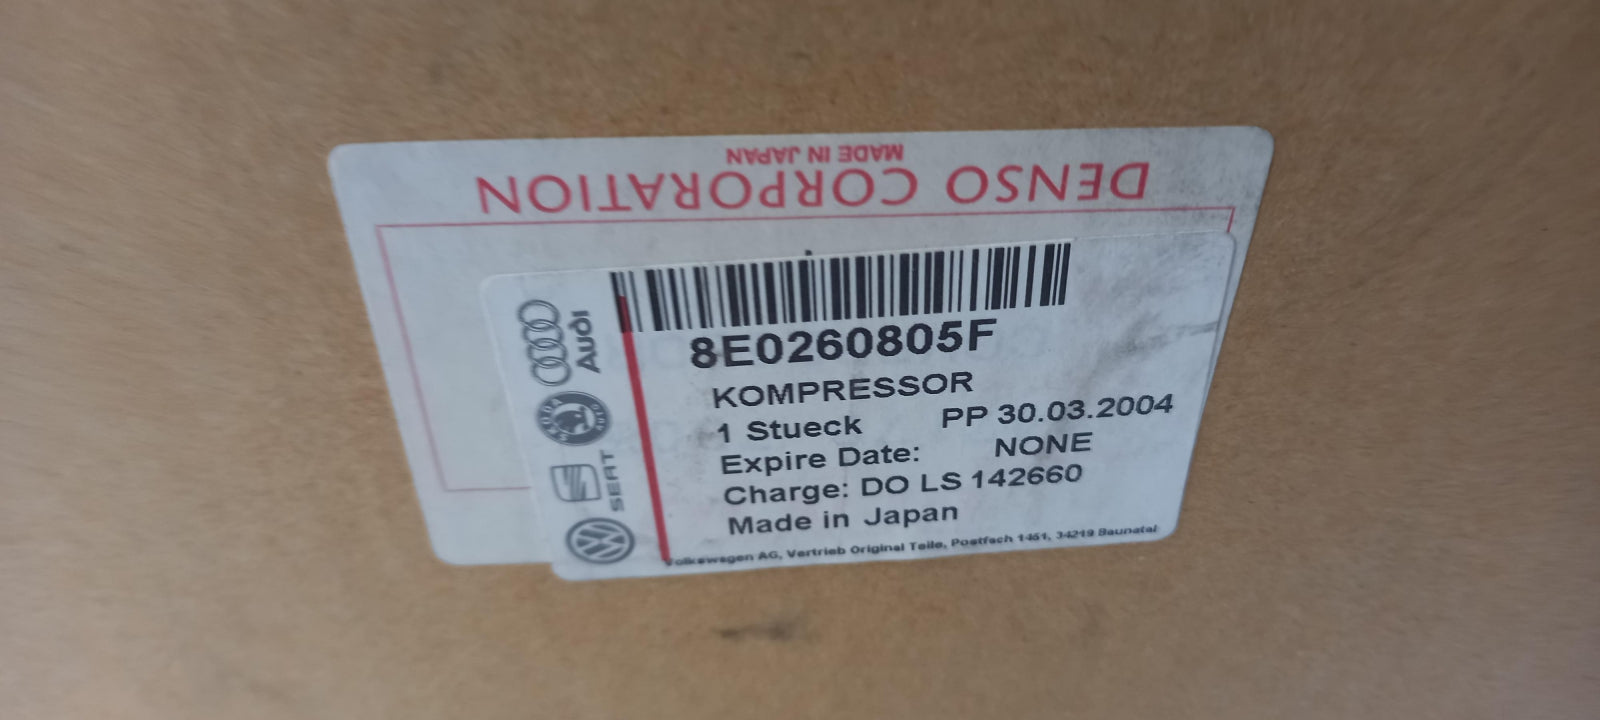 DENSO CORPORATION
MADE IN JAPAN
8E0260805F
KOMPRESSOR
1 Stueck PP 30.03.2004
Expire Date: NONE
Charge: DO LS 142660
Made in Japan
Volkswagen AG, Vertrieb Original Teile, Postfach 1451, 34219 Baunatal
Audi
SKODA
SEAT